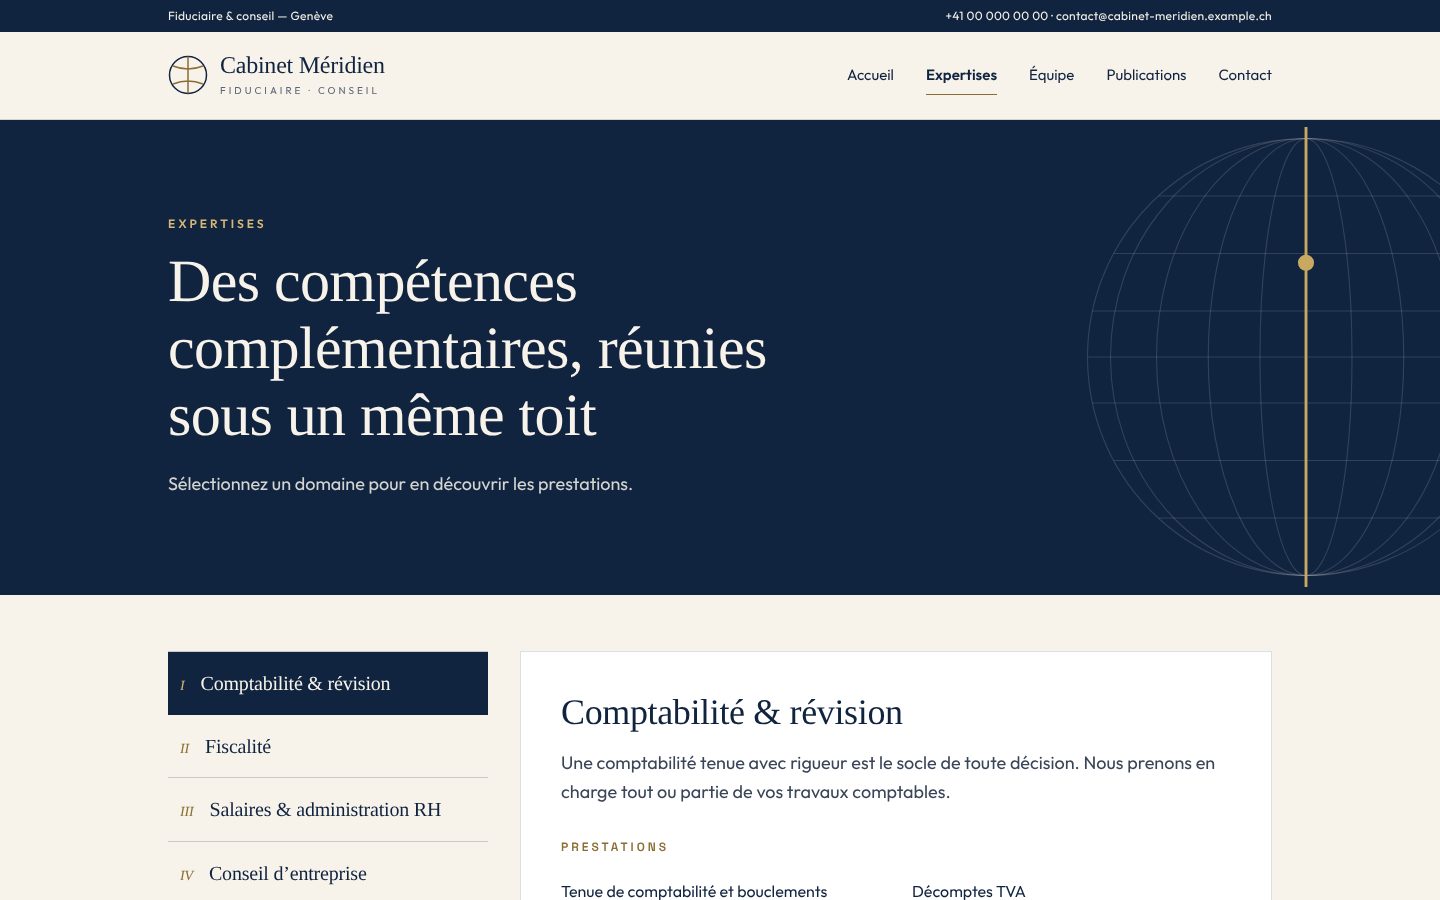 Fiduciaire & conseil — Genève
+41 00 000 00 00 · contact@cabinet-meridien.example.ch
Cabinet Méridien
FIDUCIAIRE · CONSEIL
Accueil
Expertises
Équipe
Publications
Contact
EXPERTISES
Des compétences
complémentaires, réunies
sous un même toit
Sélectionnez un domaine pour en découvrir les prestations.
I Comptabilité & révision
II Fiscalité
III Salaires & administration RH
IV Conseil d’entreprise
Comptabilité & révision
Une comptabilité tenue avec rigueur est le socle de toute décision. Nous prenons en
charge tout ou partie de vos travaux comptables.
PRESTATIONS
Tenue de comptabilité et bouclements
Décomptes TVA